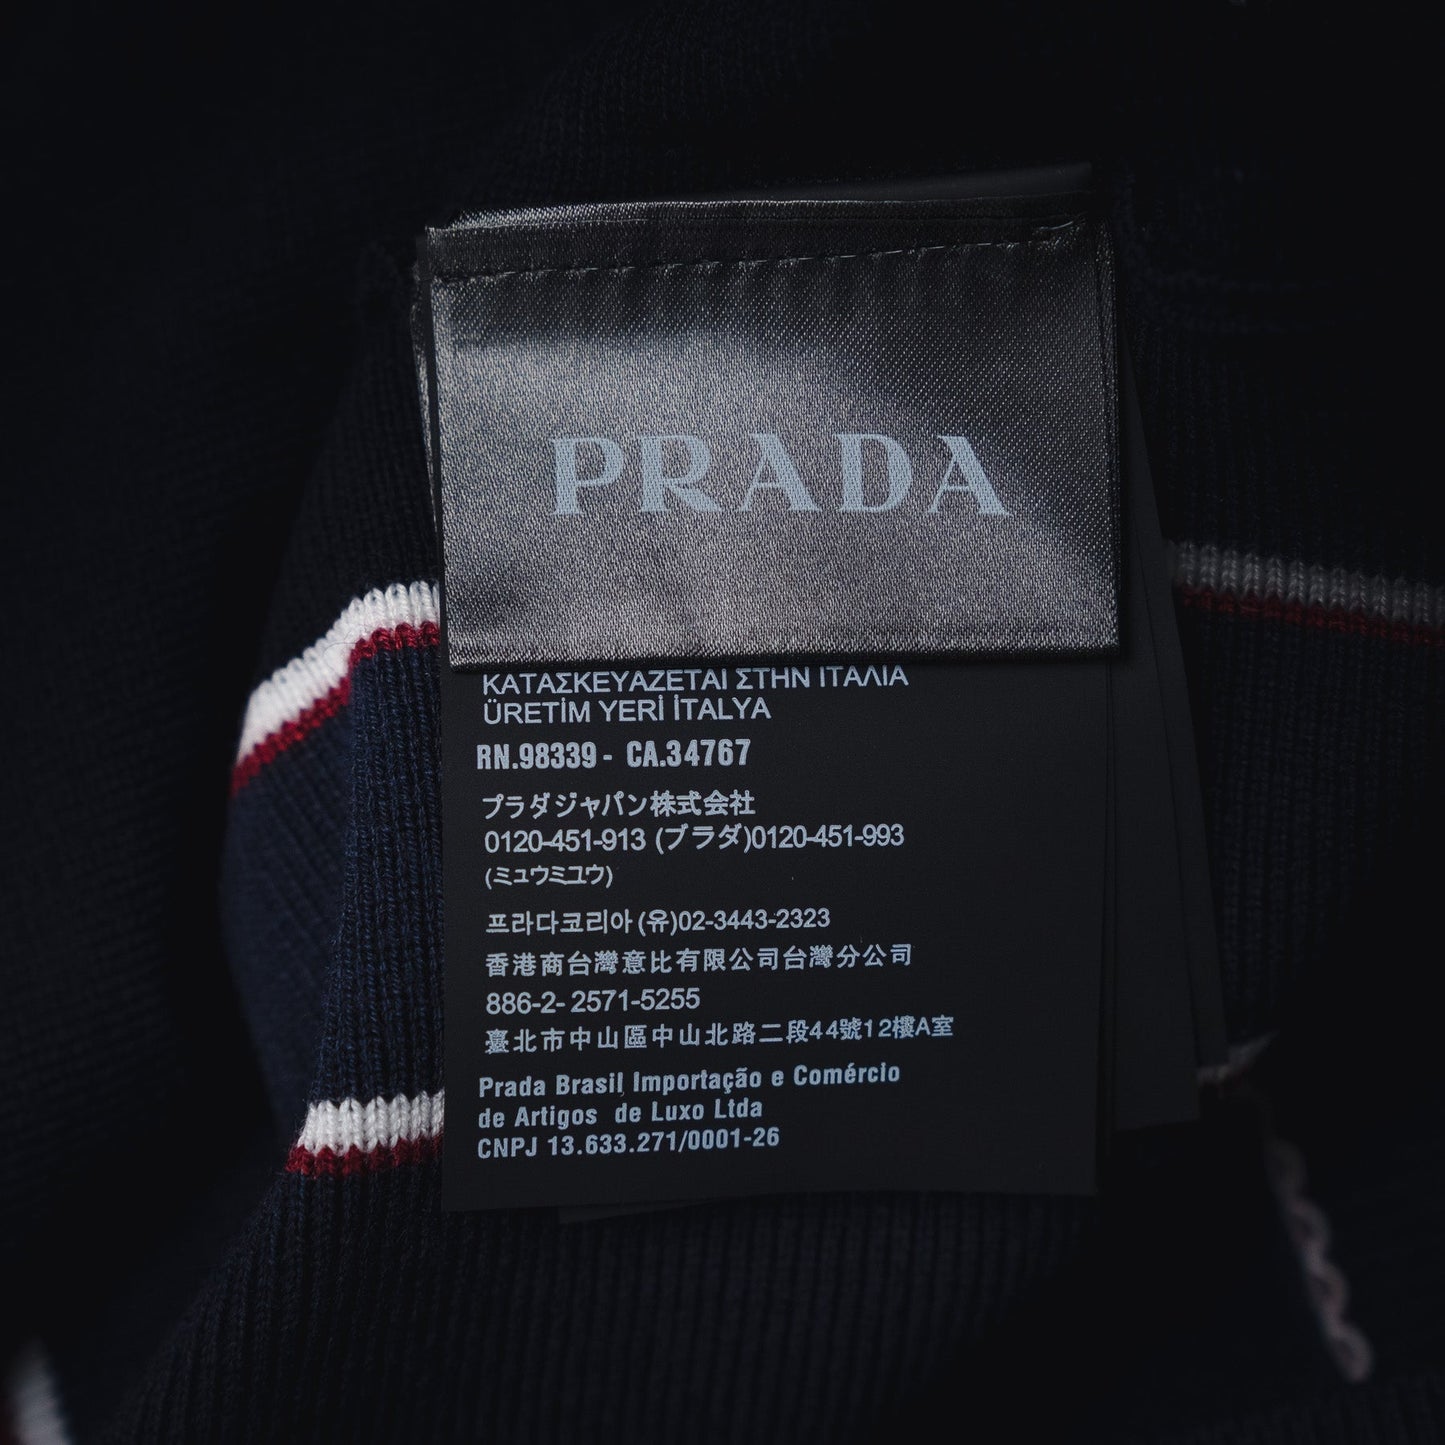 PRADA
ΚΑΤΑΣΚΕΥΑΖΕΤΑΙ ΣΤΗΝ ΙΤΑΛΙΑ
ÜRETİM YERİ İTALYA
RN.98339 - CA.34767
プラダジャパン株式会社
0120-451-913 (プラダ)0120-451-993
(ミュウミュウ)
프라다코리아(유)02-3443-2323
香港商台灣意比有限公司台灣分公司
886-2- 2571-5255
臺北市中山區中山北路二段44號12樓A室
Prada Brasil Importação e Comércio
de Artigos de Luxo Ltda
CNPJ 13.633.271/0001-26